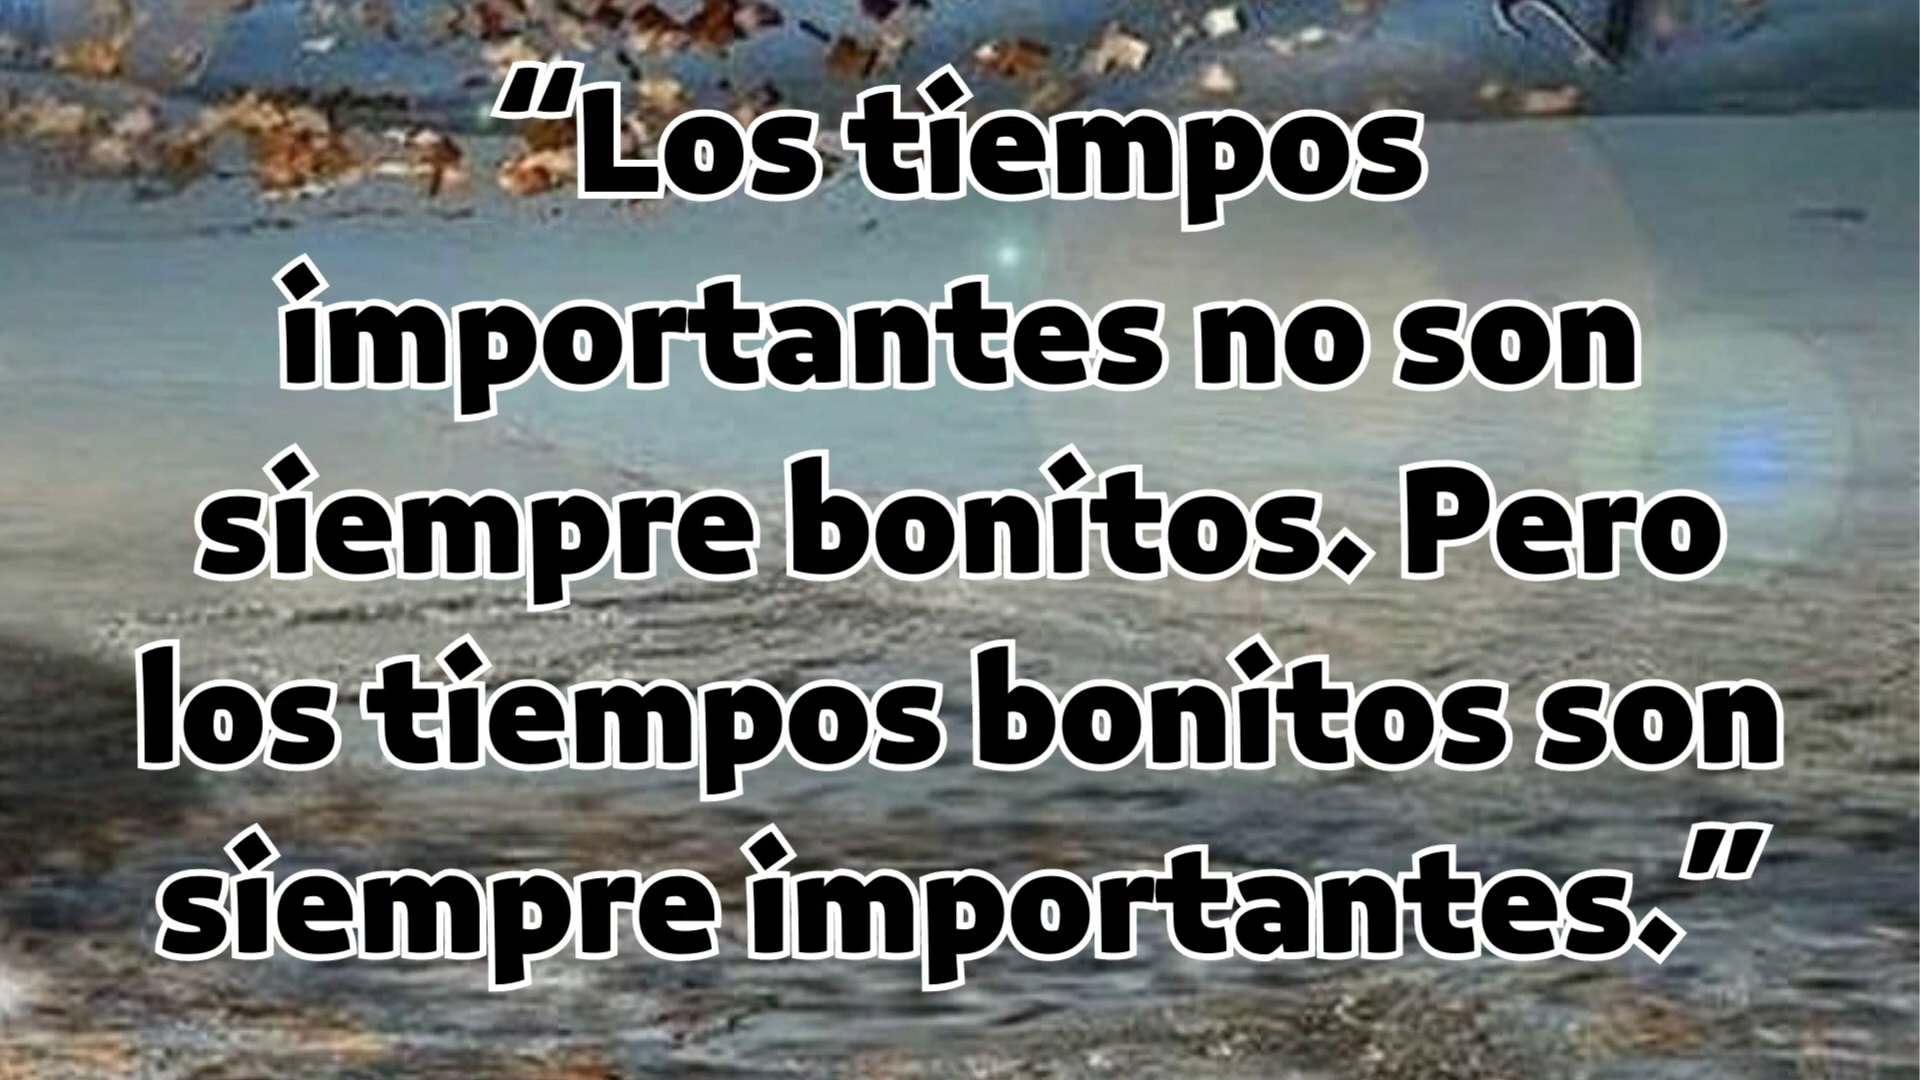 “Los tiempos
importantes no son
siempre bonitos. Pero
los tiempos bonitos son
siempre importantes.”